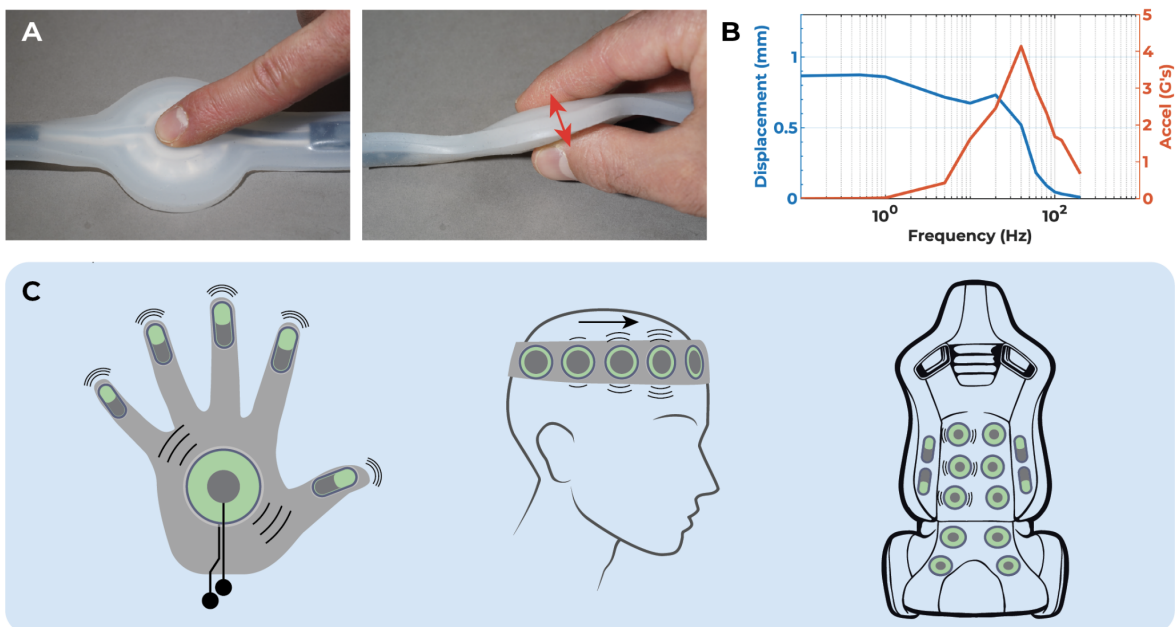 A
B
Displacement (mm)
1
0.5
0
5
4
3
2
1
0
Accel (G's)
10⁰
10²
Frequency (Hz)
C